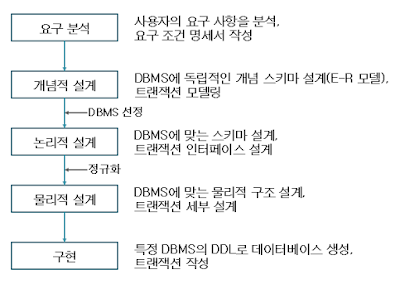 요구 분석
사용자의 요구 사항을 분석,
요구 조건 명세서 작성
개념적 설계
DBMS에 독립적인 개념 스키마 설계(E-R 모델),
트랜잭션 모델링
DBMS 선정
논리적 설계
DBMS에 맞는 스키마 설계,
트랜잭션 인터페이스 설계
정규화
물리적 설계
DBMS에 맞는 물리적 구조 설계,
트랜잭션 세부 설계
구현
특정 DBMS의 DDL로 데이터베이스 생성,
트랜잭션 작성